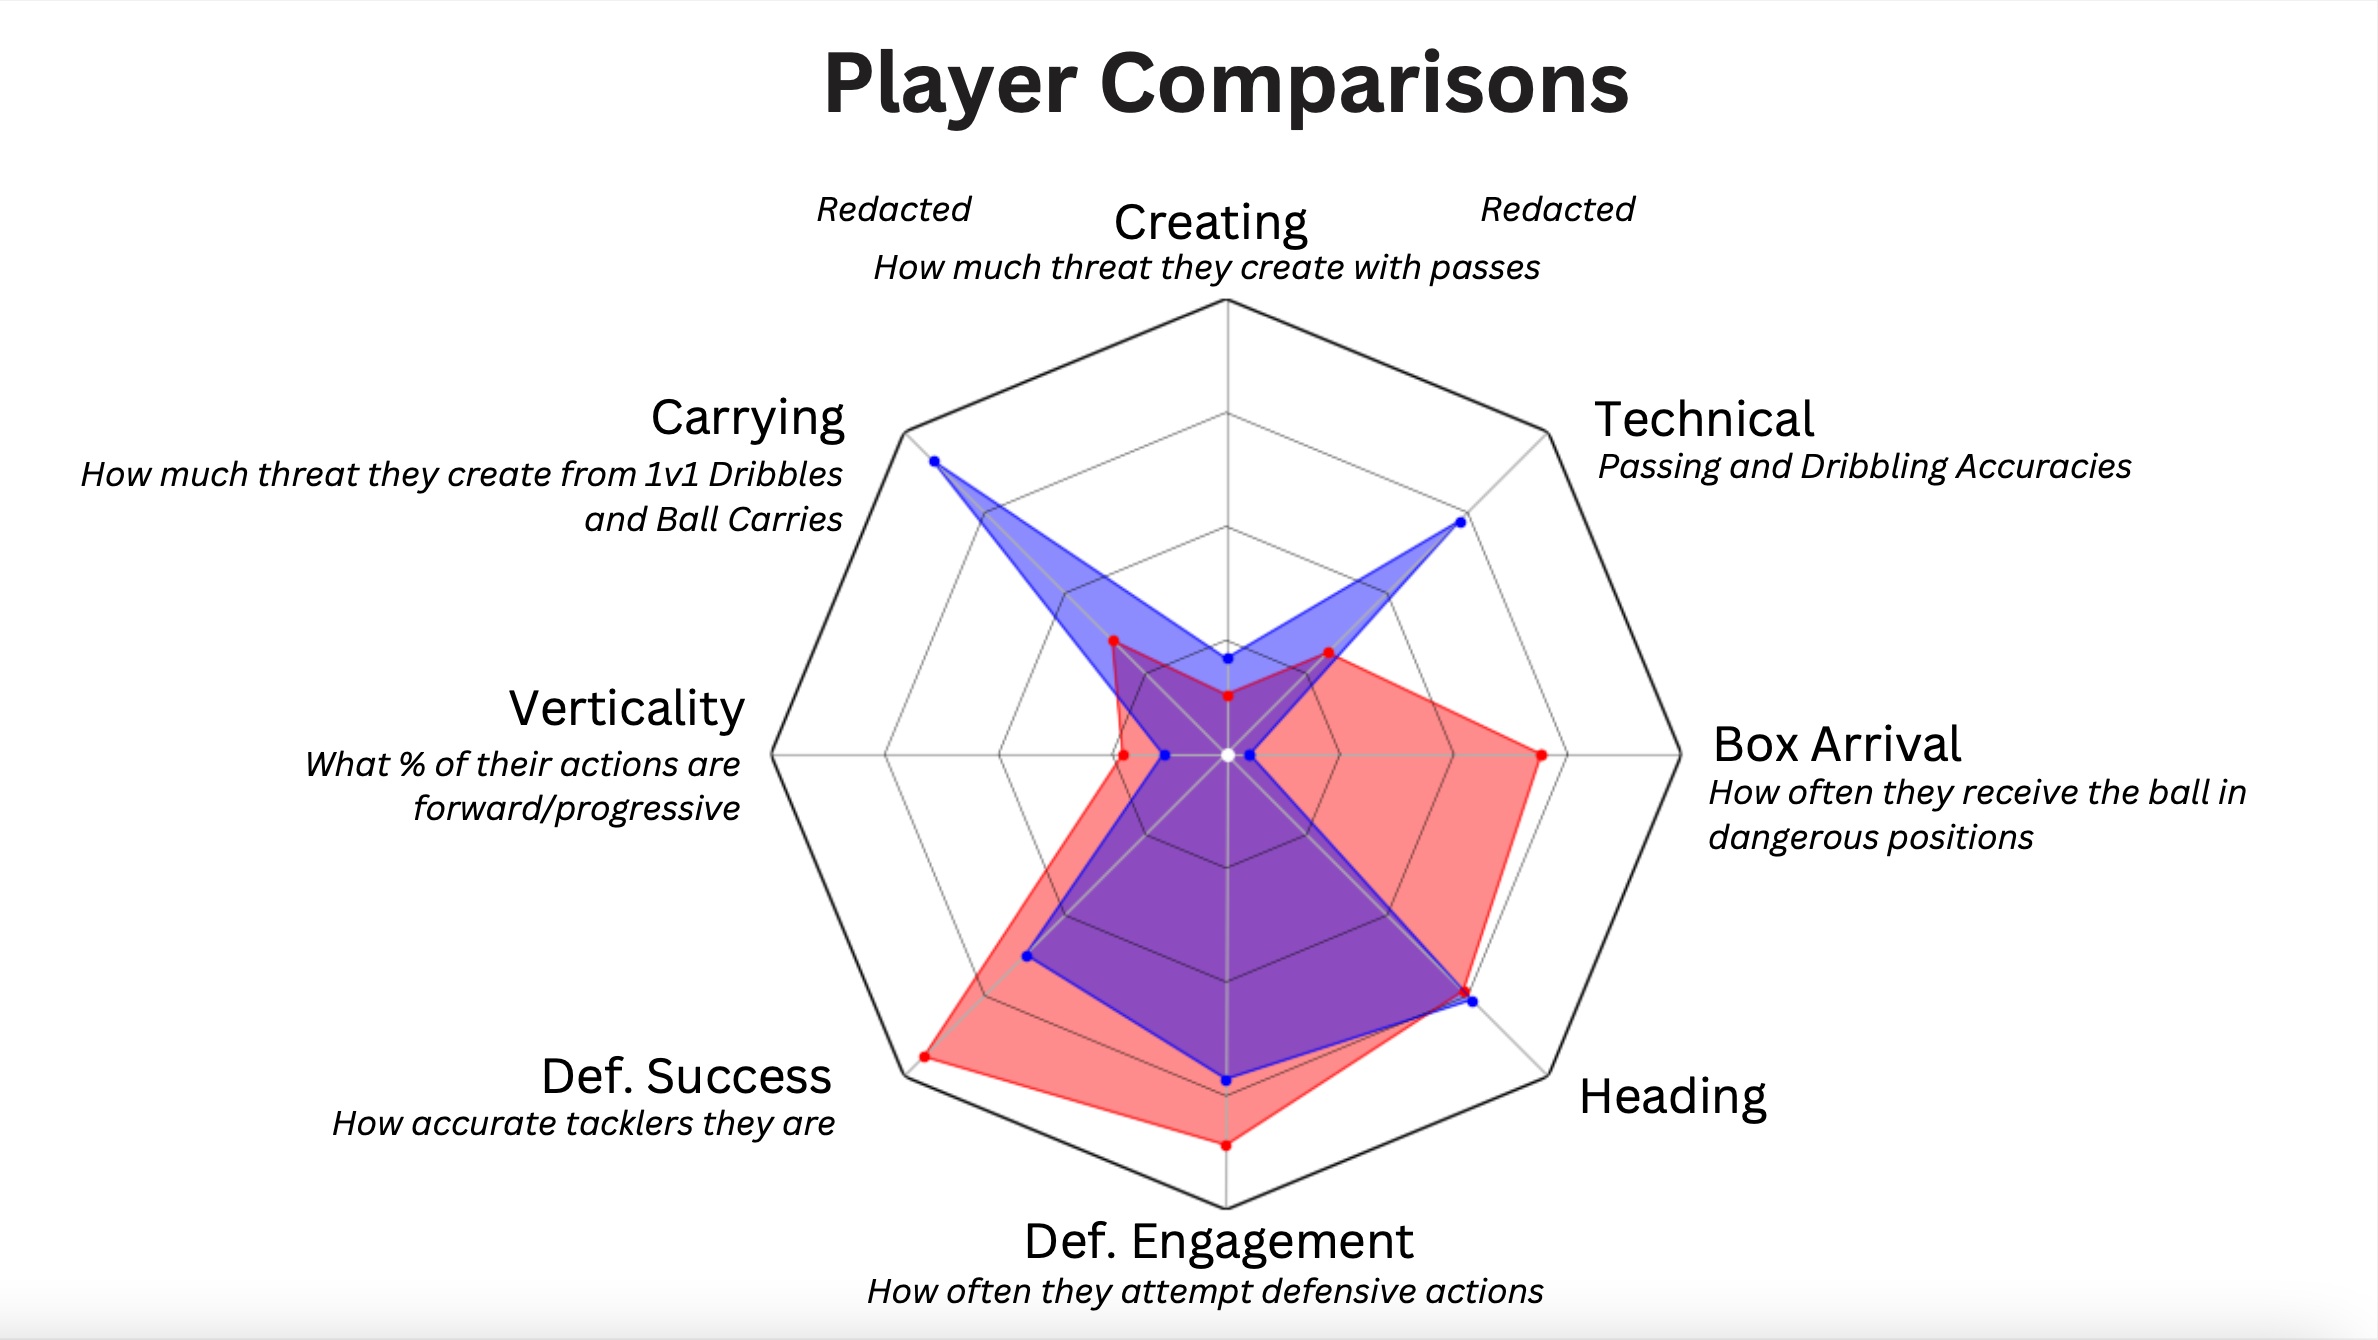 Player Comparisons
Redacted
Creating
Redacted
How much threat they create with passes
Carrying
How much threat they create from 1v1 Dribbles
and Ball Carries
Technical
Passing and Dribbling Accuracies
Verticality
What % of their actions are
forward/progressive
Box Arrival
How often they receive the ball in
dangerous positions
Def. Success
How accurate tacklers they are
Heading
Def. Engagement
How often they attempt defensive actions